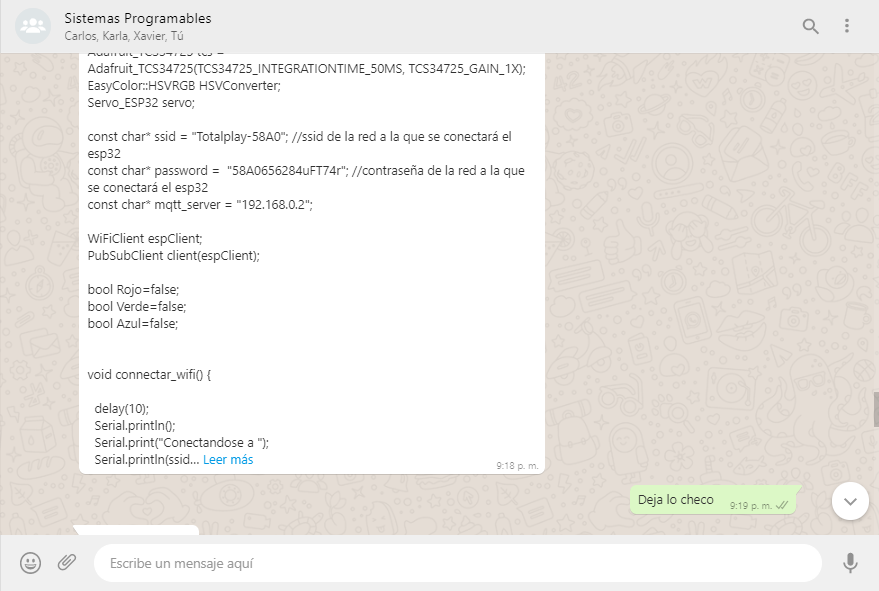 Sistemas Programables
Carlos, Karla, Xavier, Tú
Adafruit_TCS34725 tcs =
Adafruit_TCS34725(TCS34725_INTEGRATIONTIME_50MS, TCS34725_GAIN_1X);
EasyColor::HSVRGB HSVConverter;
Servo_ESP32 servo;
const char* ssid = "Totalplay-58A0"; //ssid de la red a la que se conectará el
esp32
const char* password =  "58A0656284uFT74r"; //contraseña de la red a la que
se conectará el esp32
const char* mqtt_server = "192.168.0.2";
WiFiClient espClient;
PubSubClient client(espClient);
bool Rojo=false;
bool Verde=false;
bool Azul=false;
void connectar_wifi() {
delay(10);
Serial.println();
Serial.print("Conectandose a ");
Serial.println(ssid... Leer más
9:18 p. m.
Deja lo checo
9:19 p. m.
Escribe un mensaje aquí